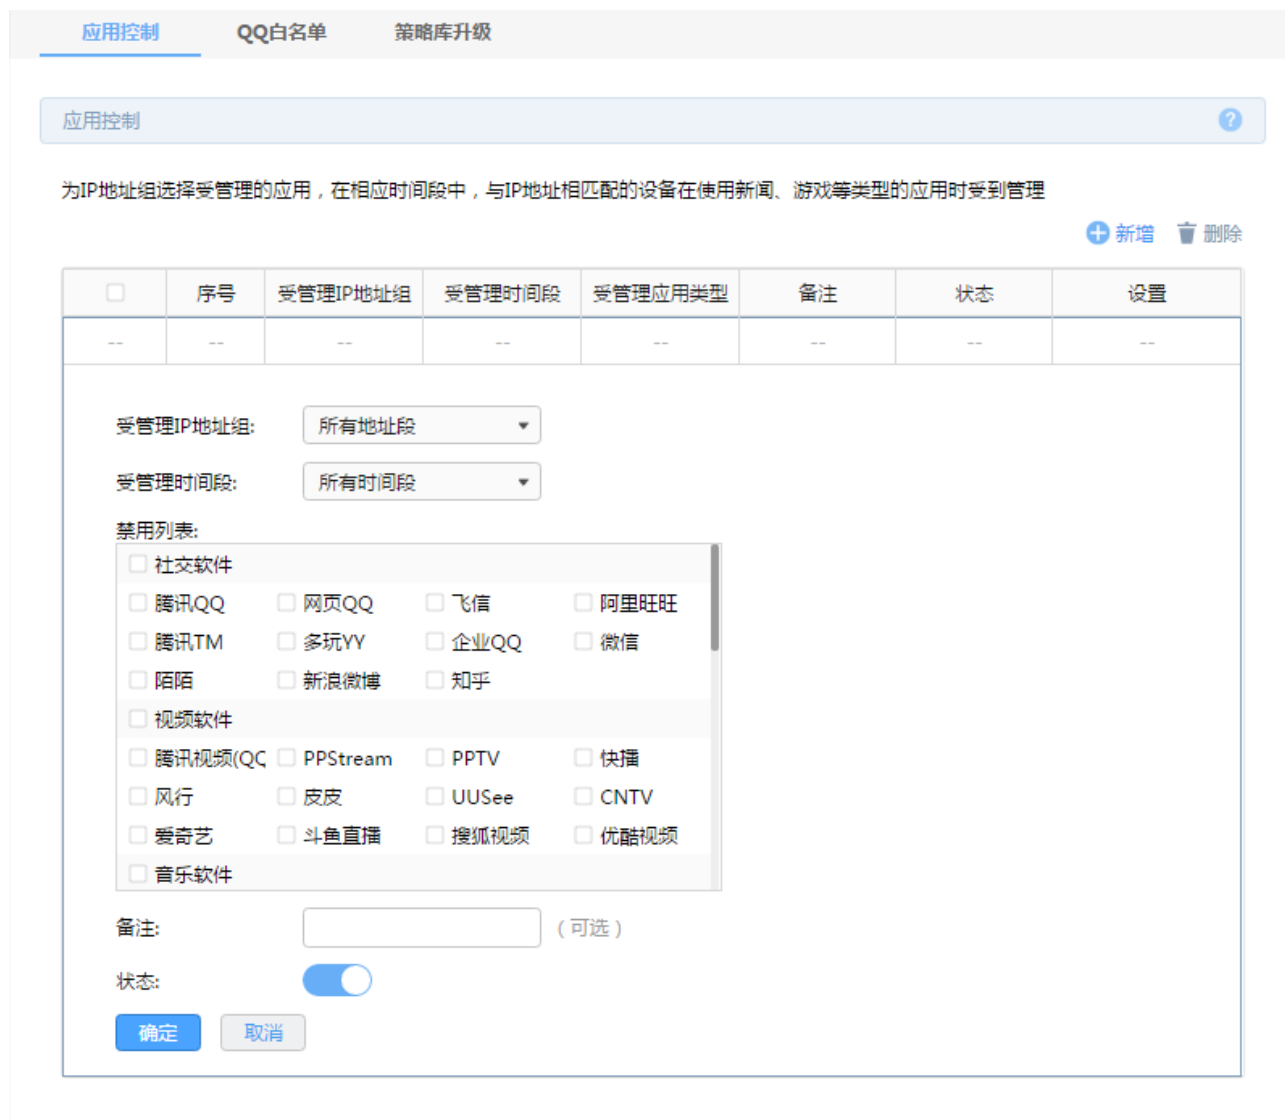 应用控制 QQ白名单 策略库升级
应用控制
为IP地址组选择受管理的应用，在相应时间段中，与IP地址相匹配的设备在使用新闻、游戏等类型的应用时受到管理
新增 删除
序号 受管理IP地址组 受管理时间段 受管理应用类型 备注 状态 设置
-- -- -- -- -- -- -- --
受管理IP地址组: 所有地址段
受管理时间段: 所有时间段
禁用列表:
社交软件
腾讯QQ 网页QQ 飞信 阿里旺旺
腾讯TM 多玩YY 企业QQ 微信
陌陌 新浪微博 知乎
视频软件
腾讯视频(QQ PPStream PPTV 快播
风行 皮皮 UUSee CNTV
爱奇艺 斗鱼直播 搜狐视频 优酷视频
音乐软件
备注: （可选）
状态:
确定 取消